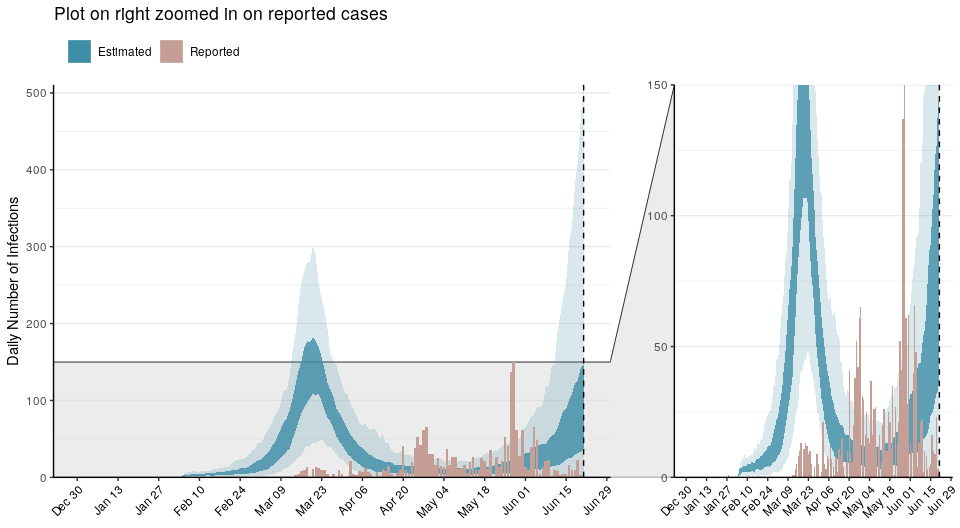 Plot on right zoomed in on reported cases
Estimated Reported
Daily Number of Infections
500
400
300
200
100
0
Dec 30 Jan 13 Jan 27 Feb 10 Feb 24 Mar 09 Mar 23 Apr 06 Apr 20 May 04 May 18 Jun 01 Jun 15 Jun 29
150
100
50
0
Dec 30 Jan 13 Jan 27 Feb 10 Feb 24 Mar 09 Mar 23 Apr 06 Apr 20 May 04 May 18 Jun 01 Jun 15 Jun 29